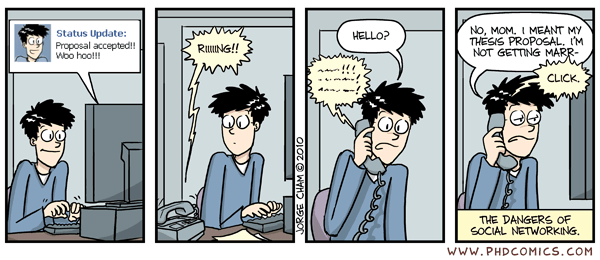 Status Update:
Proposal accepted!!
Woo hoo!!!
RIIIIING!!
HELLO?
NO, MOM. I MEANT MY
THESIS PROPOSAL. I'M
NOT GETTING MARR-
CLICK.
JORGE CHAM © 2010
THE DANGERS OF
SOCIAL NETWORKING.
WWW.PHDCOMICS.COM